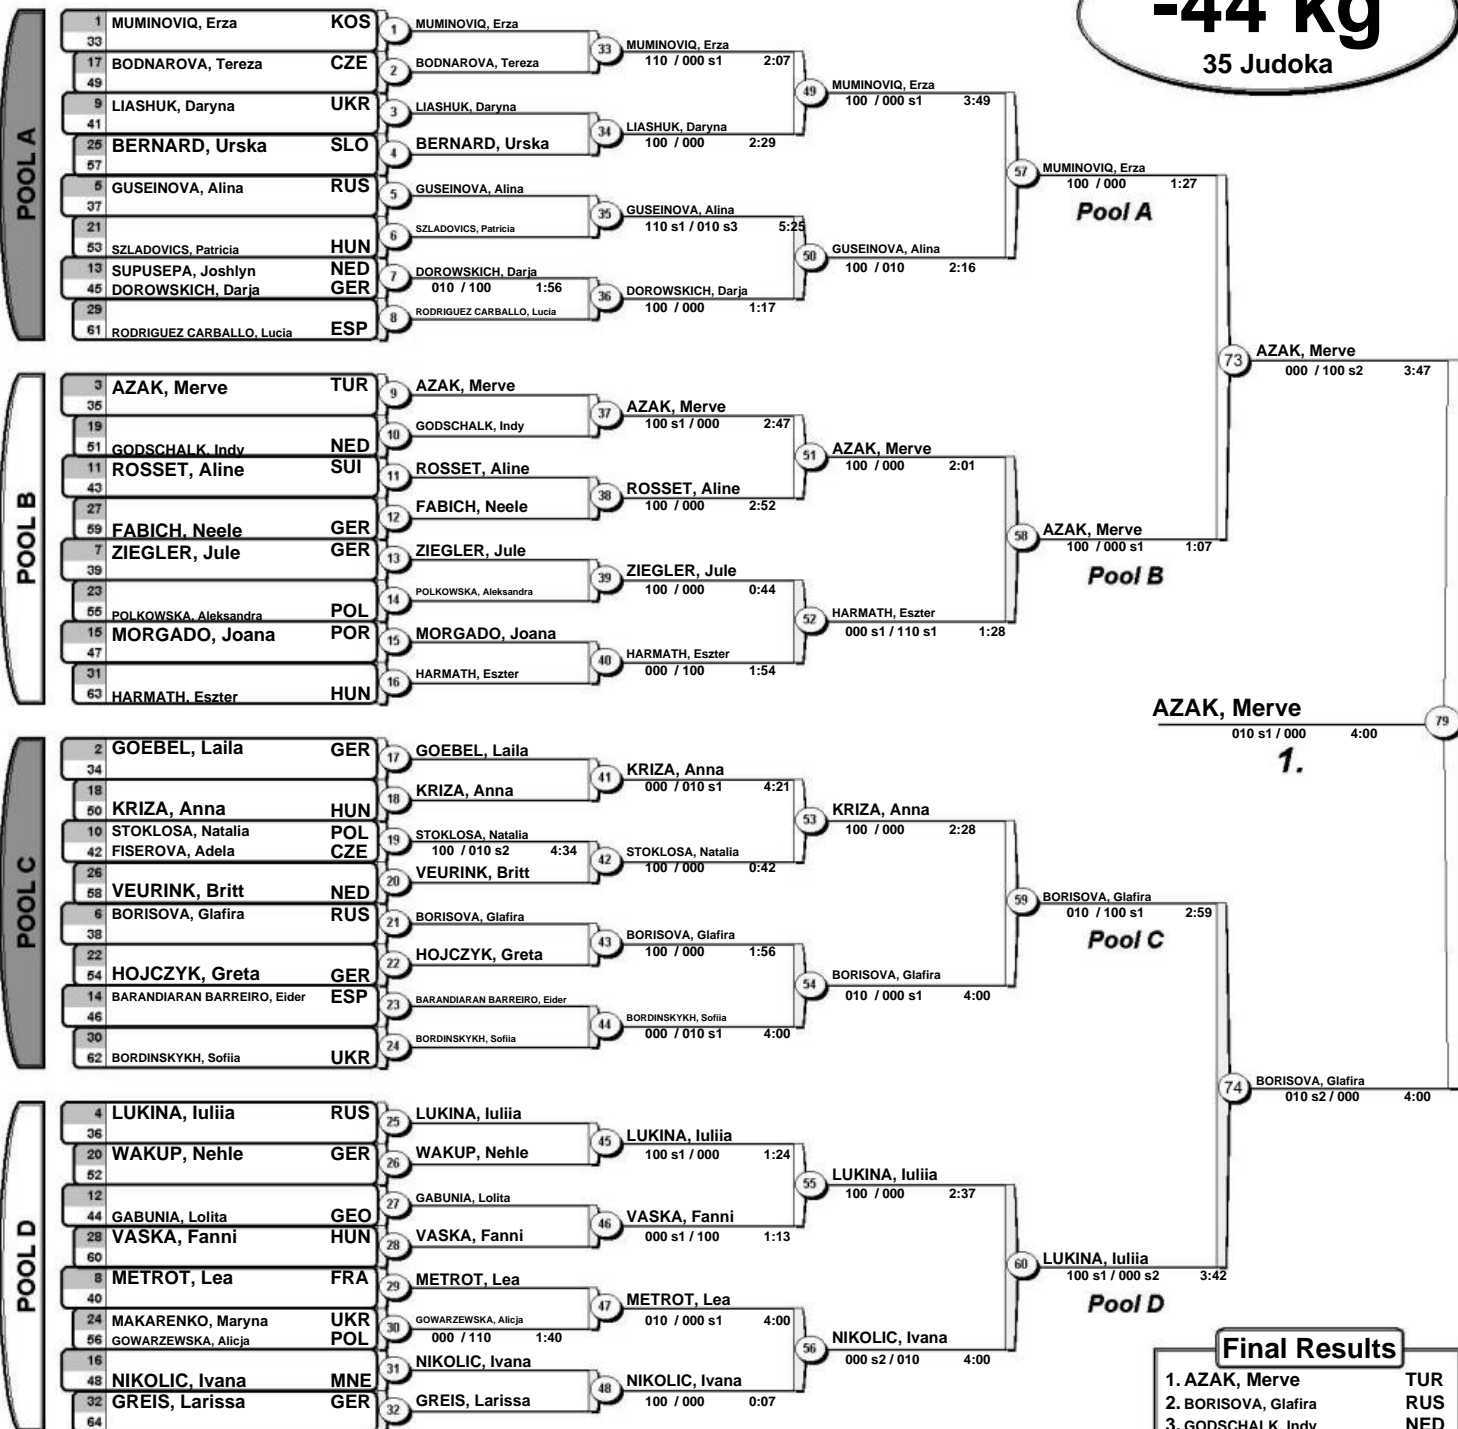 -44 kg
35 Judoka
POOL A
1 MUMINOVIQ, Erza KOS
33
17 BODNAROVA, Tereza CZE
49
9 LIASHUK, Daryna UKR
41
25 BERNARD, Urska SLO
57
5 GUSEINOVA, Alina RUS
37
21
53 SZLADOVICS, Patricia HUN
13 SUPUSEPA, Joshlyn NED
45 DOROWSKICH, Darja GER
29
61 RODRIGUEZ CARBALLO, Lucia ESP
1 MUMINOVIQ, Erza
2 BODNAROVA, Tereza
3 LIASHUK, Daryna
4 BERNARD, Urska
5 GUSEINOVA, Alina
6 SZLADOVICS, Patricia
7 DOROWSKICH, Darja
010 / 100 1:56
8 RODRIGUEZ CARBALLO, Lucia
33 MUMINOVIQ, Erza
110 / 000 s1 2:07
34 LIASHUK, Daryna
100 / 000 2:29
35 GUSEINOVA, Alina
110 s1 / 010 s3 5:25
36 DOROWSKICH, Darja
100 / 000 1:17
49 MUMINOVIQ, Erza
100 / 000 s1 3:49
50 GUSEINOVA, Alina
100 / 010 2:16
57 MUMINOVIQ, Erza
100 / 000 1:27
Pool A
POOL B
3 AZAK, Merve TUR
35
19
51 GODSCHALK, Indy NED
11 ROSSET, Aline SUI
43
27
59 FABICH, Neele GER
7 ZIEGLER, Jule GER
39
23
55 POLKOWSKA, Aleksandra POL
15 MORGADO, Joana POR
47
31
63 HARMATH, Eszter HUN
9 AZAK, Merve
10 GODSCHALK, Indy
11 ROSSET, Aline
12 FABICH, Neele
13 ZIEGLER, Jule
14 POLKOWSKA, Aleksandra
15 MORGADO, Joana
16 HARMATH, Eszter
37 AZAK, Merve
100 s1 / 000 2:47
38 ROSSET, Aline
100 / 000 2:52
39 ZIEGLER, Jule
100 / 000 0:44
40 HARMATH, Eszter
000 / 100 1:54
51 AZAK, Merve
100 / 000 2:01
52 HARMATH, Eszter
000 s1 / 110 s1 1:28
58 AZAK, Merve
100 / 000 s1 1:07
Pool B
73 AZAK, Merve
000 / 100 s2 3:47
AZAK, Merve 79
010 s1 / 000 4:00
1.
POOL C
2 GOEBEL, Laila GER
34
18
50 KRIZA, Anna HUN
10 STOKLOSA, Natalia POL
42 FISEROVA, Adela CZE
26
58 VEURINK, Britt NED
6 BORISOVA, Glafira RUS
38
22
54 HOJCZYK, Greta GER
14 BARANDIARAN BARREIRO, Eider ESP
46
30
62 BORDINSKYKH, Sofiia UKR
17 GOEBEL, Laila
18 KRIZA, Anna
19 STOKLOSA, Natalia
100 / 010 s2 4:34
20 VEURINK, Britt
21 BORISOVA, Glafira
22 HOJCZYK, Greta
23 BARANDIARAN BARREIRO, Eider
24 BORDINSKYKH, Sofiia
41 KRIZA, Anna
000 / 010 s1 4:21
42 STOKLOSA, Natalia
100 / 000 0:42
43 BORISOVA, Glafira
100 / 000 1:56
44 BORDINSKYKH, Sofiia
000 / 010 s1 4:00
53 KRIZA, Anna
100 / 000 2:28
54 BORISOVA, Glafira
010 / 000 s1 4:00
59 BORISOVA, Glafira
010 / 100 s1 2:59
Pool C
POOL D
4 LUKINA, Iuliia RUS
36
20 WAKUP, Nehle GER
52
12
44 GABUNIA, Lolita GEO
28 VASKA, Fanni HUN
60
8 METROT, Lea FRA
40
24 MAKARENKO, Maryna UKR
56 GOWARZEWSKA, Alicja POL
16
48 NIKOLIC, Ivana MNE
32 GREIS, Larissa GER
64
25 LUKINA, Iuliia
26 WAKUP, Nehle
27 GABUNIA, Lolita
28 VASKA, Fanni
29 METROT, Lea
30 GOWARZEWSKA, Alicja
000 / 110 1:40
31 NIKOLIC, Ivana
32 GREIS, Larissa
45 LUKINA, Iuliia
100 s1 / 000 1:24
46 VASKA, Fanni
000 s1 / 100 1:13
47 METROT, Lea
010 / 000 s1 4:00
48 NIKOLIC, Ivana
100 / 000 0:07
55 LUKINA, Iuliia
100 / 000 2:37
56 NIKOLIC, Ivana
000 s2 / 010 4:00
60 LUKINA, Iuliia
100 s1 / 000 s2 3:42
Pool D
74 BORISOVA, Glafira
010 s2 / 000 4:00
Final Results
1. AZAK, Merve TUR
2. BORISOVA, Glafira RUS
3. GODSCHALK, Indy NED